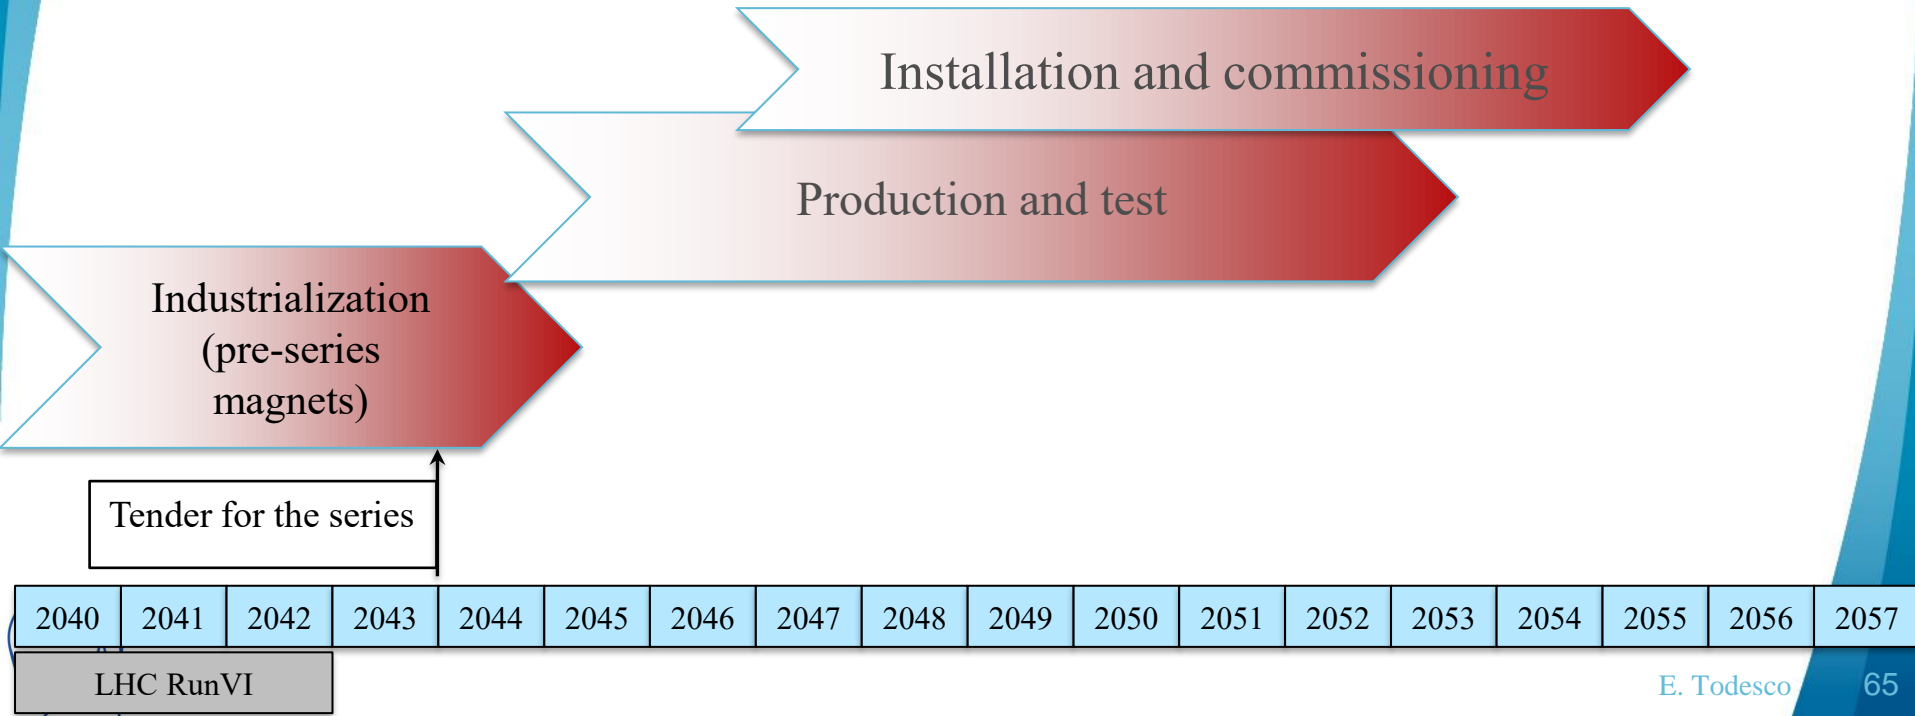 Installation and commissioning
Production and test
Industrialization
(pre-series
magnets)
Tender for the series
2040 2041 2042 2043 2044 2045 2046 2047 2048 2049 2050 2051 2052 2053 2054 2055 2056 2057
LHC RunVI
E. Todesco 65